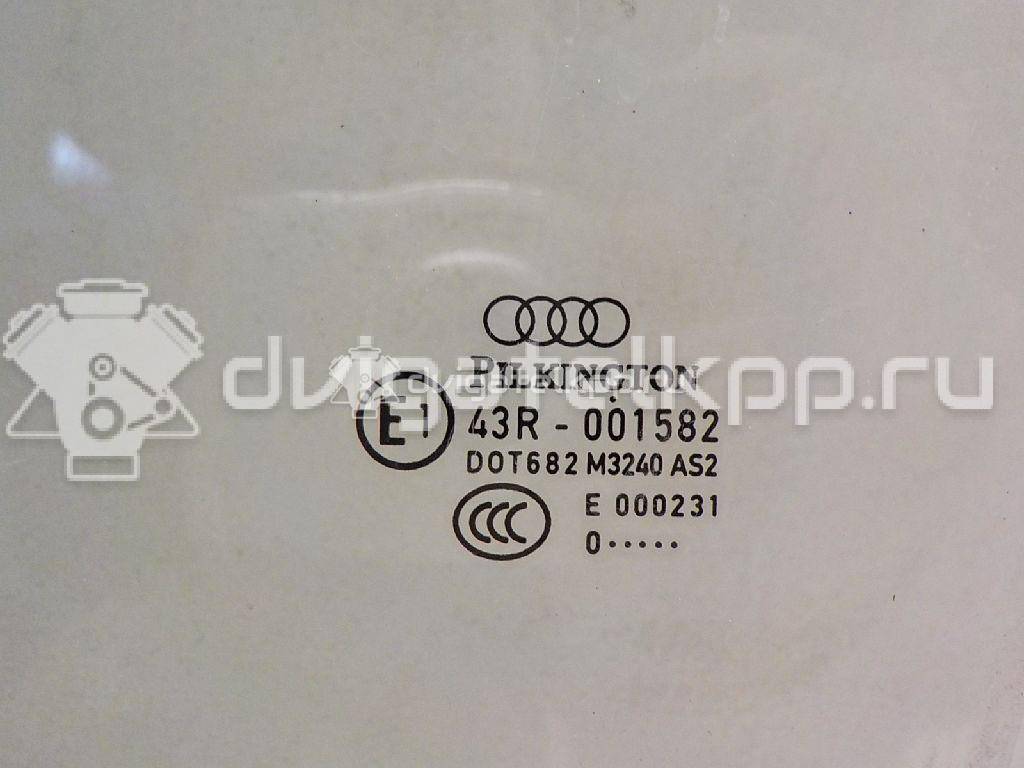 PILKINGTON
dvigatelkpp.ru
E1
43R - 001582
DOT682 M3240 AS2
CCC
E 000231
0·····